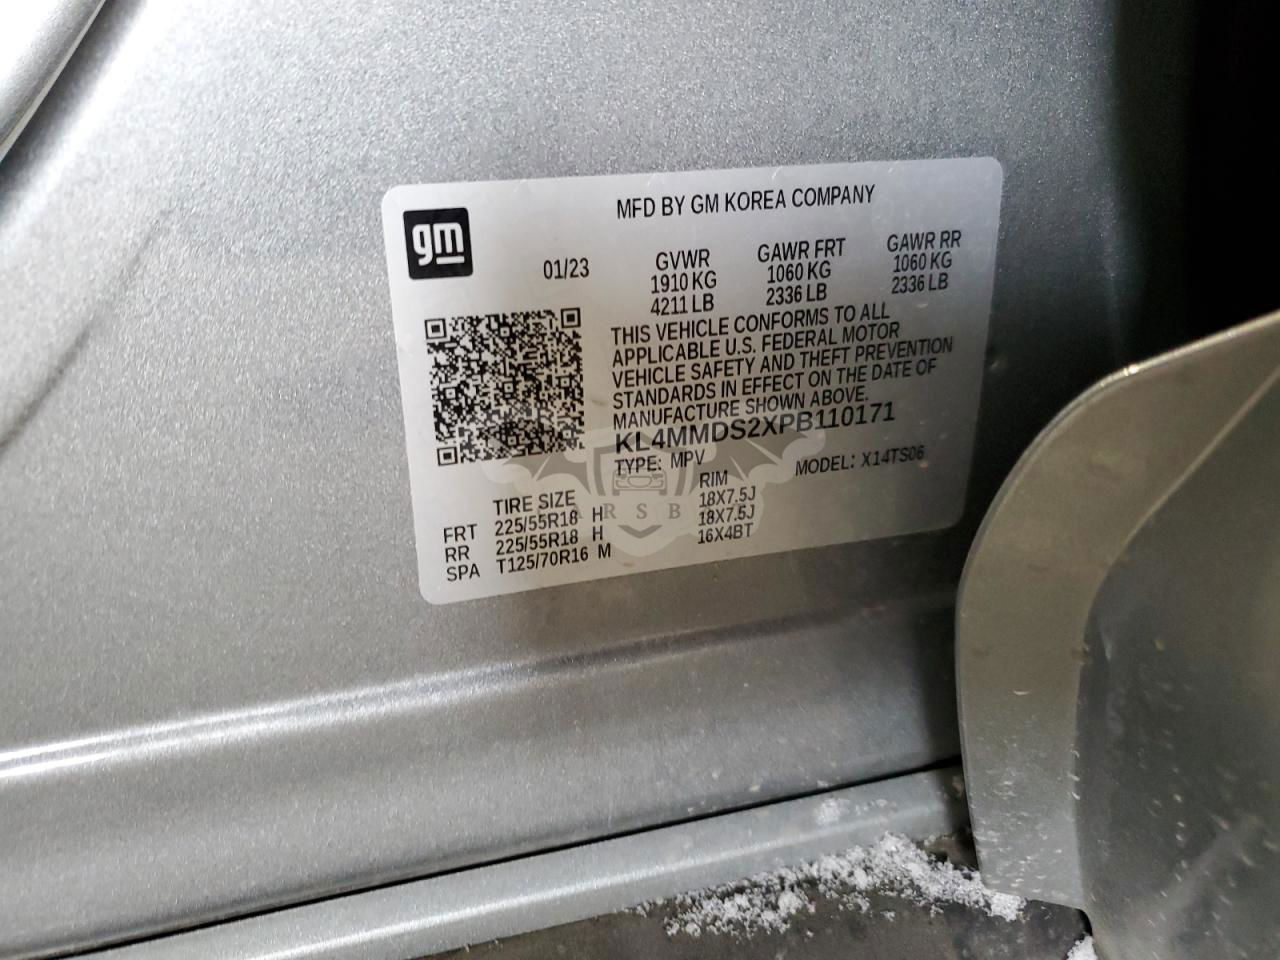 gm
MFD BY GM KOREA COMPANY
01/23
GVWR
1910 KG
4211 LB
GAWR FRT
1060 KG
2336 LB
GAWR RR
1060 KG
2336 LB
THIS VEHICLE CONFORMS TO ALL
APPLICABLE U.S. FEDERAL MOTOR
VEHICLE SAFETY AND THEFT PREVENTION
STANDARDS IN EFFECT ON THE DATE OF
MANUFACTURE SHOWN ABOVE.
KL4MMDS2XPB110171
TYPE: MPV MODEL: X14TS06
TIRE SIZE RIM
FRT 225/55R18 H 18X7.5J
RR 225/55R18 H 18X7.5J
SPA T125/70R16 M 16X4BT